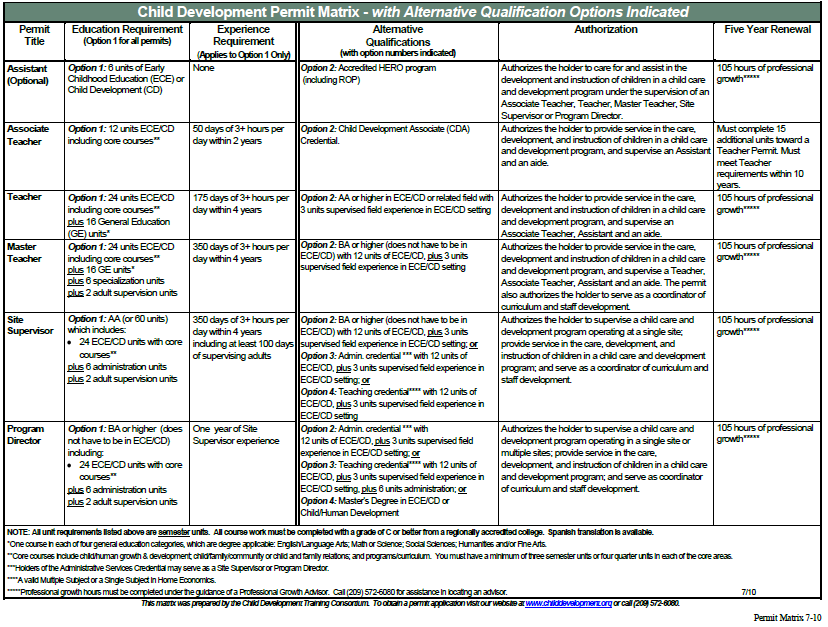 Child Development Permit Matrix - with Alternative Qualification Options Indicated
Permit
Title
Education Requirement
(Option 1 for all permits)
Experience
Requirement
(Applies to Option 1 Only)
Alternative
Qualifications
(with option numbers indicated)
Authorization
Five Year Renewal
Assistant
(Optional)
Option 1: 6 units of Early
Childhood Education (ECE) or
Child Development (CD)
None
Option 2: Accredited HERO program
(including ROP)
Authorizes the holder to care for and assist in the
development and instruction of children in a child care
and development program under the supervision of an
Associate Teacher, Teacher, Master Teacher, Site
Supervisor or Program Director.
105 hours of professional
growth*****
Associate
Teacher
Option 1: 12 units ECE/CD
including core courses**
50 days of 3+ hours per
day within 2 years
Option 2: Child Development Associate (CDA)
Credential.
Authorizes the holder to provide service in the care,
development, and instruction of children in a child care
and development program, and supervise an Assistant
and an aide.
Must complete 15
additional units toward a
Teacher Permit. Must
meet Teacher
requirements within 10
years.
Teacher
Option 1: 24 units ECE/CD
including core courses**
plus 16 General Education
(GE) units*
175 days of 3+ hours per
day within 4 years
Option 2: AA or higher in ECE/CD or related field with
3 units supervised field experience in ECE/CD setting
Authorizes the holder to provide service in the care,
development and instruction of children in a child care
and development program, and supervise an
Associate Teacher, Assistant and an aide.
105 hours of professional
growth*****
Master
Teacher
Option 1: 24 units ECE/CD
including core courses**
plus 16 GE units*
plus 6 specialization units
plus 2 adult supervision units
350 days of 3+ hours per
day within 4 years
Option 2: BA or higher (does not have to be in
ECE/CD) with 12 units of ECE/CD, plus 3 units
supervised field experience in ECE/CD setting
Authorizes the holder to provide service in the care,
development and instruction of children in a child care
and development program, and supervise a Teacher,
Associate Teacher, Assistant and an aide. The permit
also authorizes the holder to serve as a coordinator of
curriculum and staff development.
105 hours of professional
growth*****
Site
Supervisor
Option 1: AA (or 60 units)
which includes:
• 24 ECE/CD units with core
courses**
plus 6 administration units
plus 2 adult supervision units
350 days of 3+ hours per
day within 4 years
including at least 100 days
of supervising adults
Option 2: BA or higher (does not have to be in
ECE/CD) with 12 units of ECE/CD, plus 3 units
supervised field experience in ECE/CD setting; or
Option 3: Admin. credential *** with 12 units of
ECE/CD, plus 3 units supervised field experience in
ECE/CD setting; or
Option 4: Teaching credential**** with 12 units of
ECE/CD, plus 3 units supervised field experience in
ECE/CD setting
Authorizes the holder to supervise a child care and
development program operating at a single site;
provide service in the care, development, and
instruction of children in a child care and development
program; and serve as a coordinator of curriculum and
staff development.
105 hours of professional
growth*****
Program
Director
Option 1: BA or higher (does
not have to be in ECE/CD)
including:
• 24 ECE/CD units with core
courses**
plus 6 administration units
plus 2 adult supervision units
One year of Site
Supervisor experience
Option 2: Admin. credential *** with
12 units of ECE/CD, plus 3 units supervised field
experience in ECE/CD setting; or
Option 3: Teaching credential**** with 12 units of
ECE/CD, plus 3 units supervised field experience in
ECE/CD setting, plus 6 units administration; or
Option 4: Master's Degree in ECE/CD or
Child/Human Development
Authorizes the holder to supervise a child care and
development program operating in a single site or
multiple sites; provide service in the care,
development, and instruction of children in a child care
and development program; and serve as coordinator
of curriculum and staff development.
105 hours of professional
growth*****
NOTE: All unit requirements listed above are semester units. All course work must be completed with a grade of C or better from a regionally accredited college. Spanish translation is available.
*One course in each of four general education categories, which are degree applicable: English/Language Arts; Math or Science; Social Sciences; Humanities and/or Fine Arts.
**Core courses include child/human growth & development; child/family/community or child and family relations; and programs/curriculum. You must have a minimum of three semester units or four quarter units in each of the core areas.
***Holders of the Administrative Services Credential may serve as a Site Supervisor or Program Director.
****A valid Multiple Subject or a Single Subject in Home Economics.
*****Professional growth hours must be completed under the guidance of a Professional Growth Advisor. Call (209) 572-6080 for assistance in locating an advisor. 7/10
This matrix was prepared by the Child Development Training Consortium. To obtain a permit application visit our website at www.childdevelopment.org or call (209) 572-6080.
Permit Matrix 7-10